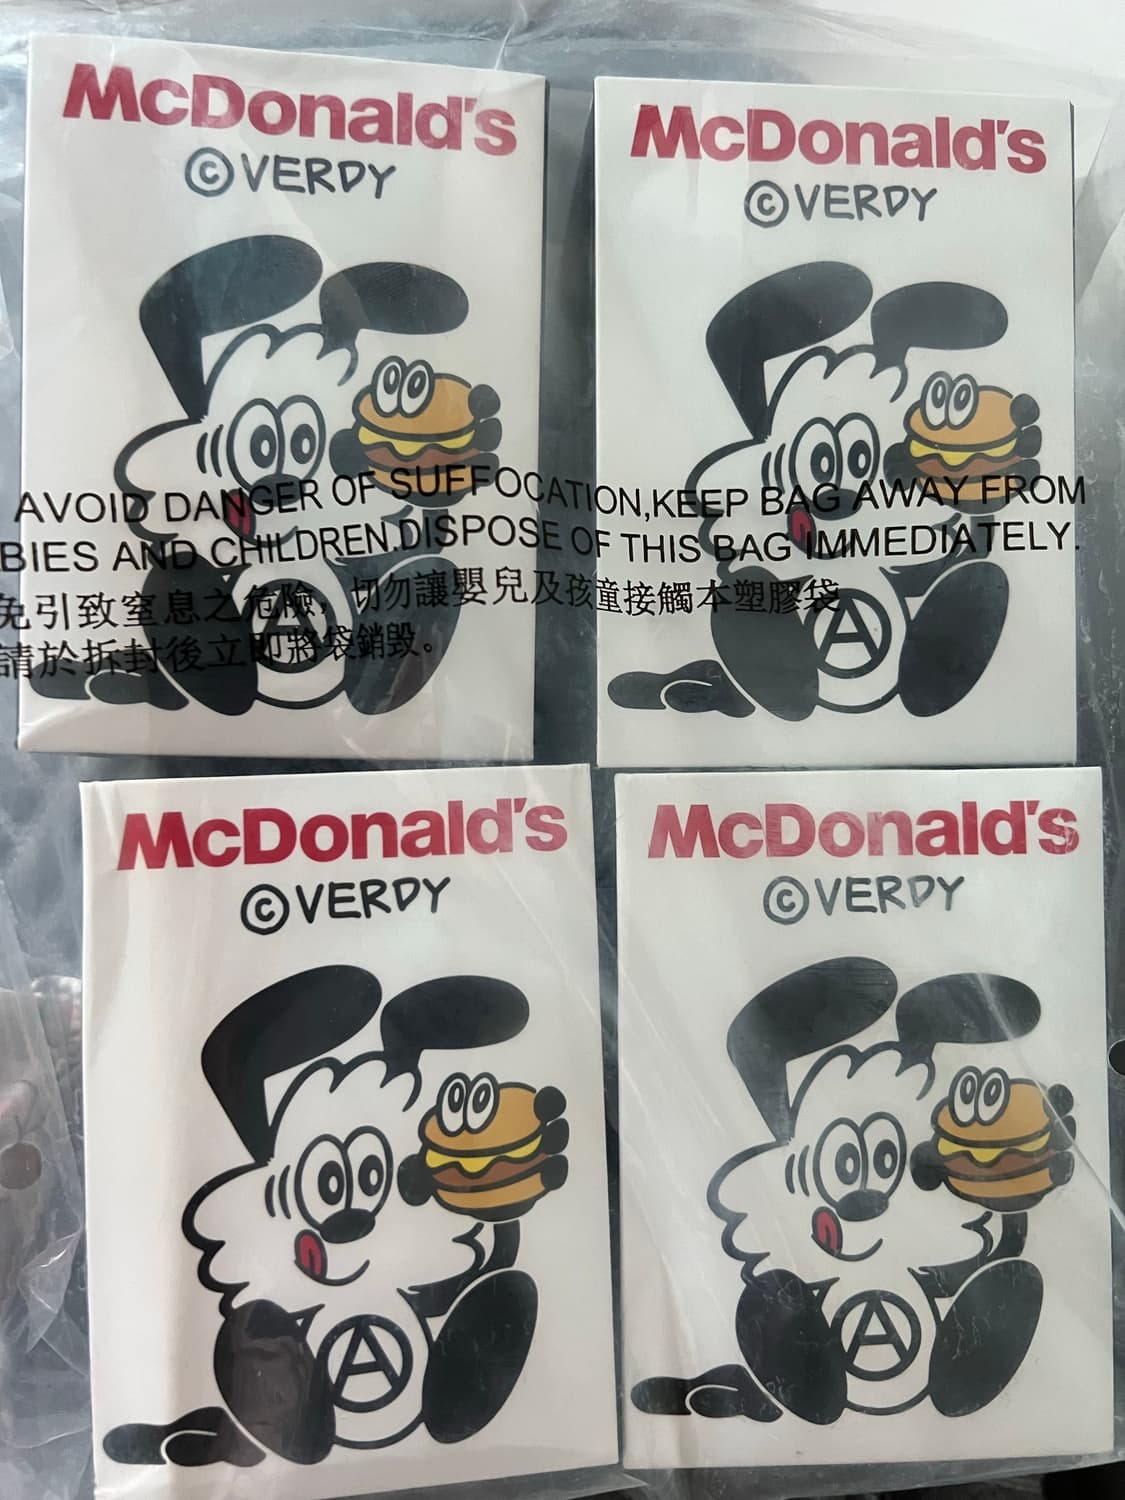 McDonald's
©VERDY
McDonald's
©VERDY
AVOID DANGER OF SUFFOCATION,KEEP BAG AWAY FROM
BIES AND CHILDREN.DISPOSE OF THIS BAG IMMEDIATELY.
免引致窒息之危險，切勿讓嬰兒及孩童接觸本塑膠袋
請於拆封後立即將袋銷毀。
A
A
McDonald's
©VERDY
McDonald's
©VERDY
A
A